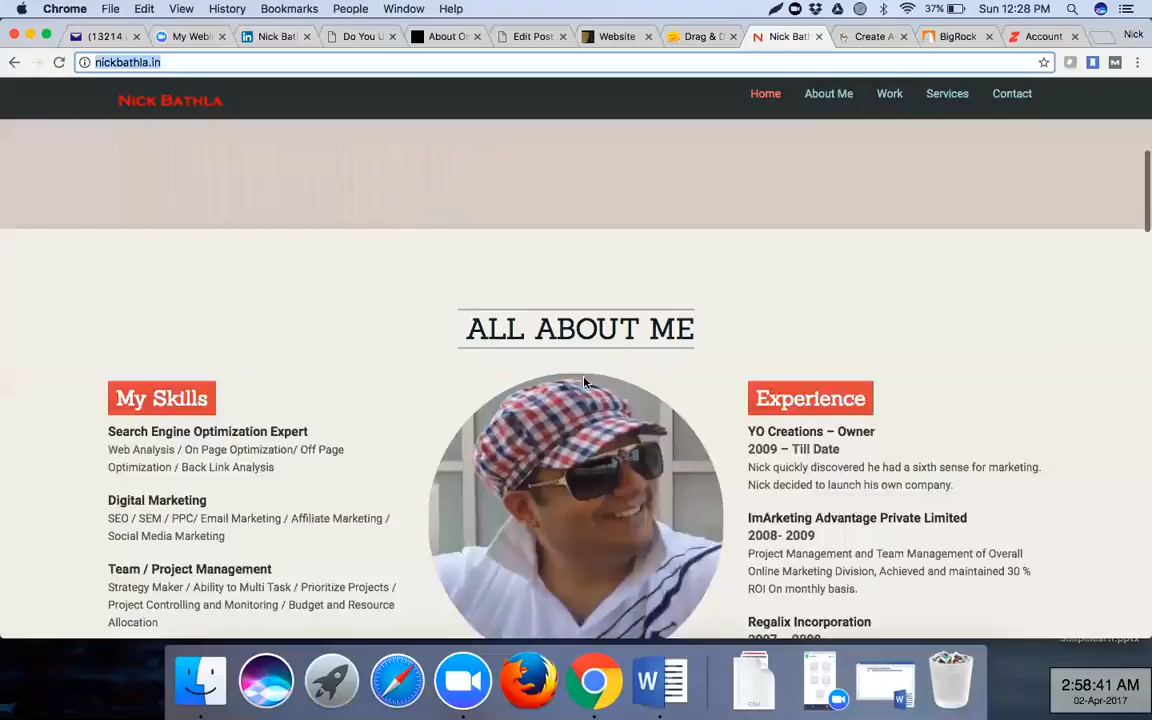 Chrome File Edit View History Bookmarks People Window Help 37% Sun 12:28 PM
(13214 My Webi Nick Bat Do You U About O Edit Post Website Drag & D Nick Bat Create A BigRock Account Nick
nickbathla.in
NICK BATHLA Home About Me Work Services Contact
ALL ABOUT ME
My Skills
Search Engine Optimization Expert
Web Analysis / On Page Optimization/ Off Page
Optimization / Back Link Analysis
Digital Marketing
SEO / SEM / PPC/ Email Marketing / Affiliate Marketing /
Social Media Marketing
Team / Project Management
Strategy Maker / Ability to Multi Task / Prioritize Projects /
Project Controlling and Monitoring / Budget and Resource
Allocation
Experience
YO Creations – Owner
2009 – Till Date
Nick quickly discovered he had a sixth sense for marketing.
Nick decided to launch his own company.
ImArketing Advantage Private Limited
2008- 2009
Project Management and Team Management of Overall
Online Marketing Division, Achieved and maintained 30 %
ROI On monthly basis.
Regalix Incorporation
W
CSV
W
2:58:41 AM
02-Apr-2017